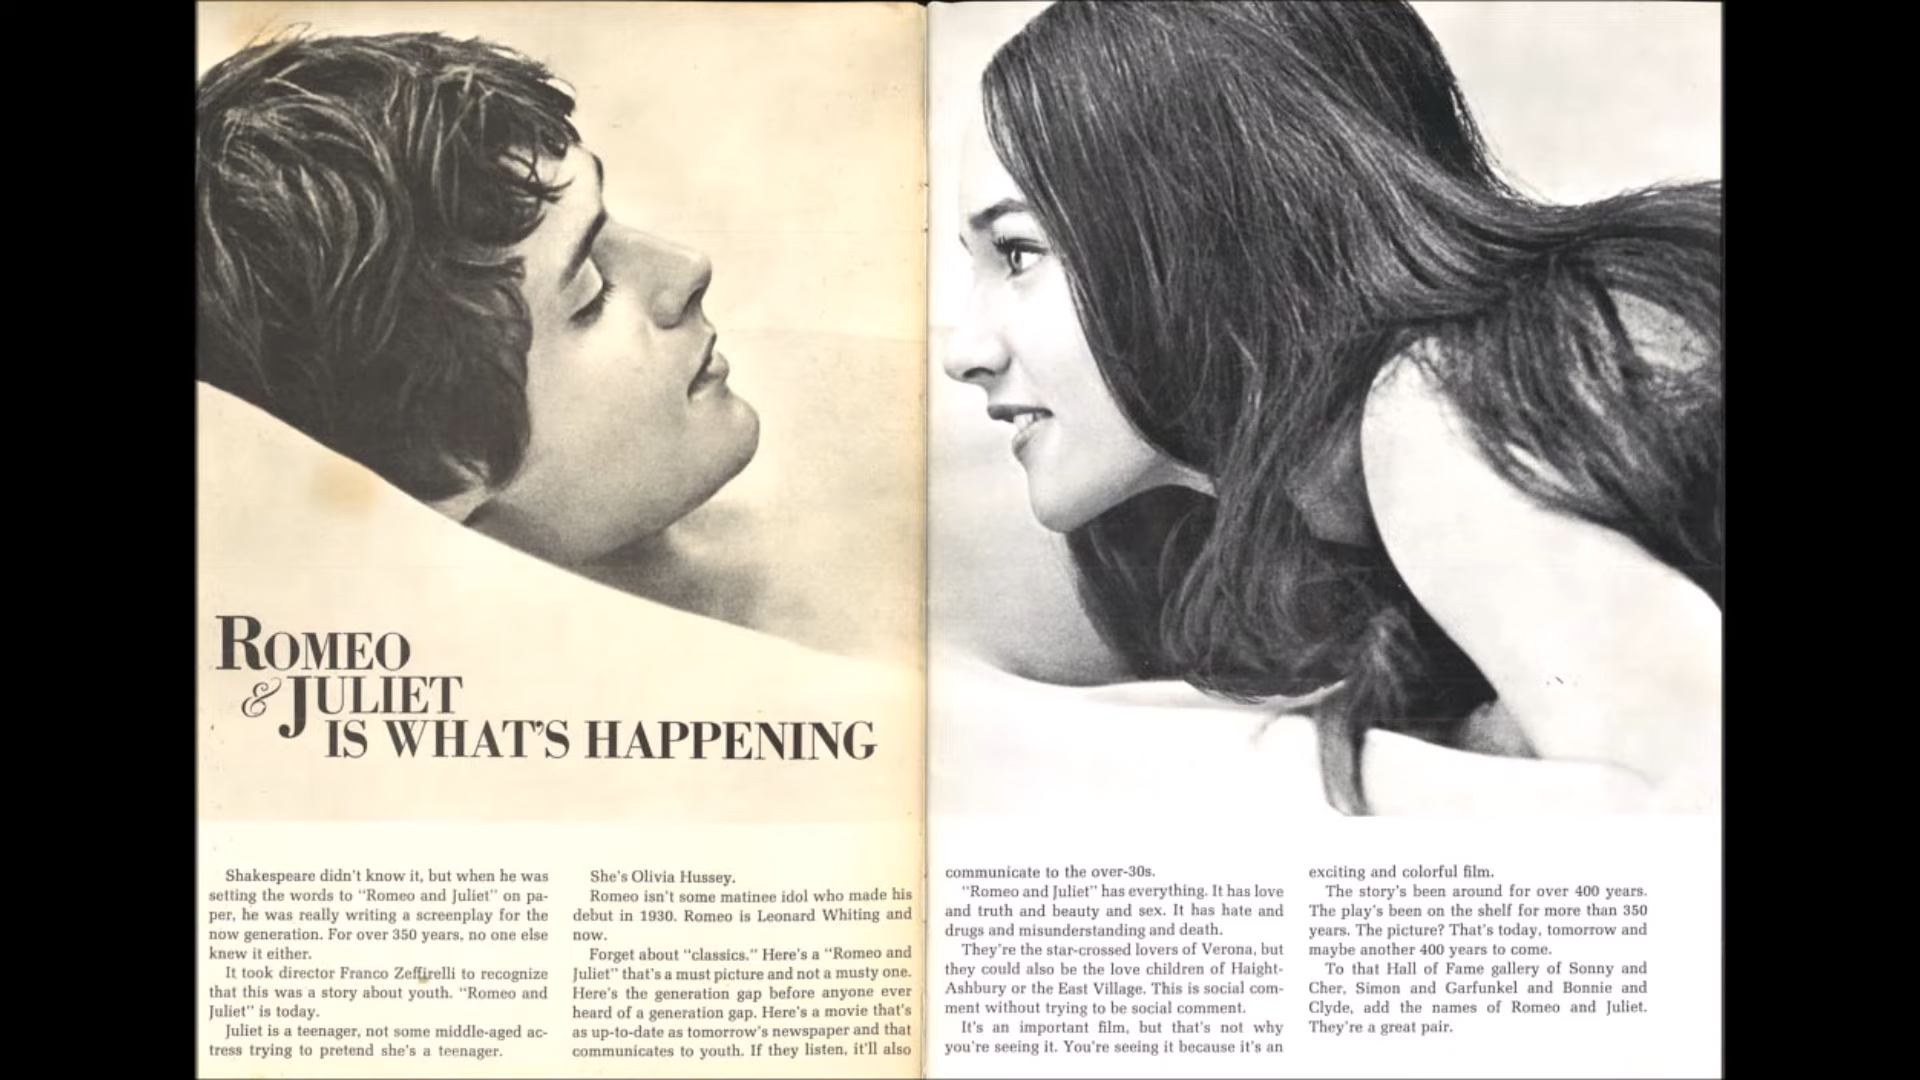 ROMEO
& JULIET
IS WHAT'S HAPPENING
Shakespeare didn't know it, but when he was
setting the words to "Romeo and Juliet" on pa-
per, he was really writing a screenplay for the
now generation. For over 350 years, no one else
knew it either.
It took director Franco Zeffirelli to recognize
that this was a story about youth. "Romeo and
Juliet" is today.
Juliet is a teenager, not some middle-aged ac-
tress trying to pretend she's a teenager.
She's Olivia Hussey.
Romeo isn't some matinee idol who made his
debut in 1930. Romeo is Leonard Whiting and
now.
Forget about "classics." Here's a "Romeo and
Juliet" that's a must picture and not a musty one.
Here's the generation gap before anyone ever
heard of a generation gap. Here's a movie that's
as up-to-date as tomorrow's newspaper and that
communicates to youth. If they listen, it'll also
communicate to the over-30s.
"Romeo and Juliet" has everything. It has love
and truth and beauty and sex. It has hate and
drugs and misunderstanding and death.
They're the star-crossed lovers of Verona, but
they could also be the love children of Haight-
Ashbury or the East Village. This is social com-
ment without trying to be social comment.
It's an important film, but that's not why
you're seeing it. You're seeing it because it's an
exciting and colorful film.
The story's been around for over 400 years.
The play's been on the shelf for more than 350
years. The picture? That's today, tomorrow and
maybe another 400 years to come.
To that Hall of Fame gallery of Sonny and
Cher, Simon and Garfunkel and Bonnie and
Clyde, add the names of Romeo and Juliet.
They're a great pair.